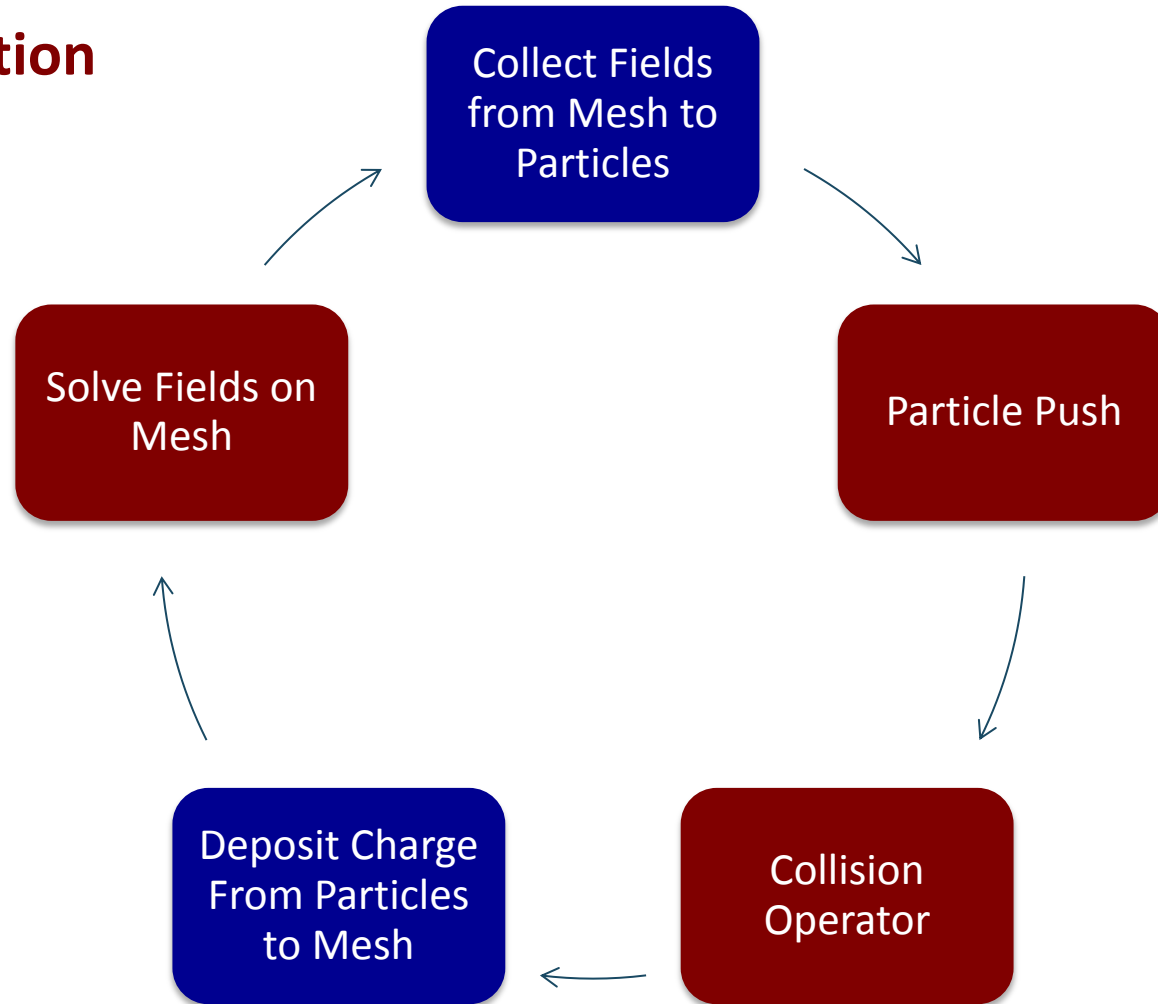 tion
Collect Fields
from Mesh to
Particles
Solve Fields on
Mesh
Particle Push
Deposit Charge
From Particles
to Mesh
Collision
Operator